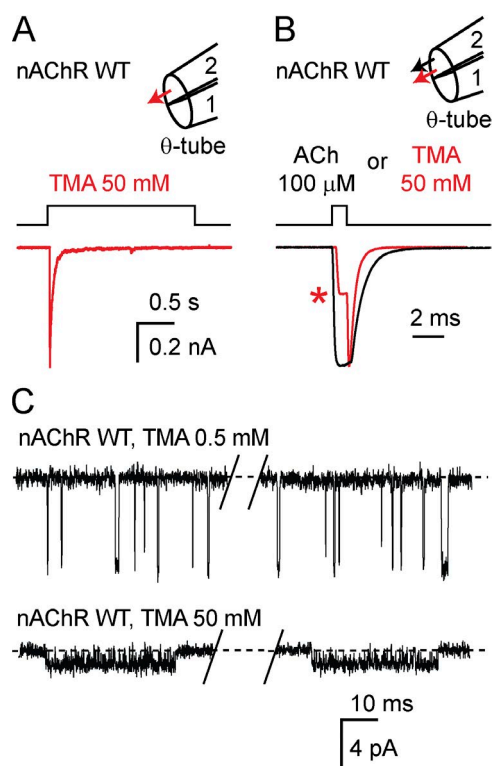 A
nAChR WT
2
1
θ-tube
TMA 50 mM
0.5 s
0.2 nA
B
nAChR WT
2
1
θ-tube
ACh or TMA
100 μM 50 mM
*
2 ms
C
nAChR WT, TMA 0.5 mM
nAChR WT, TMA 50 mM
10 ms
4 pA